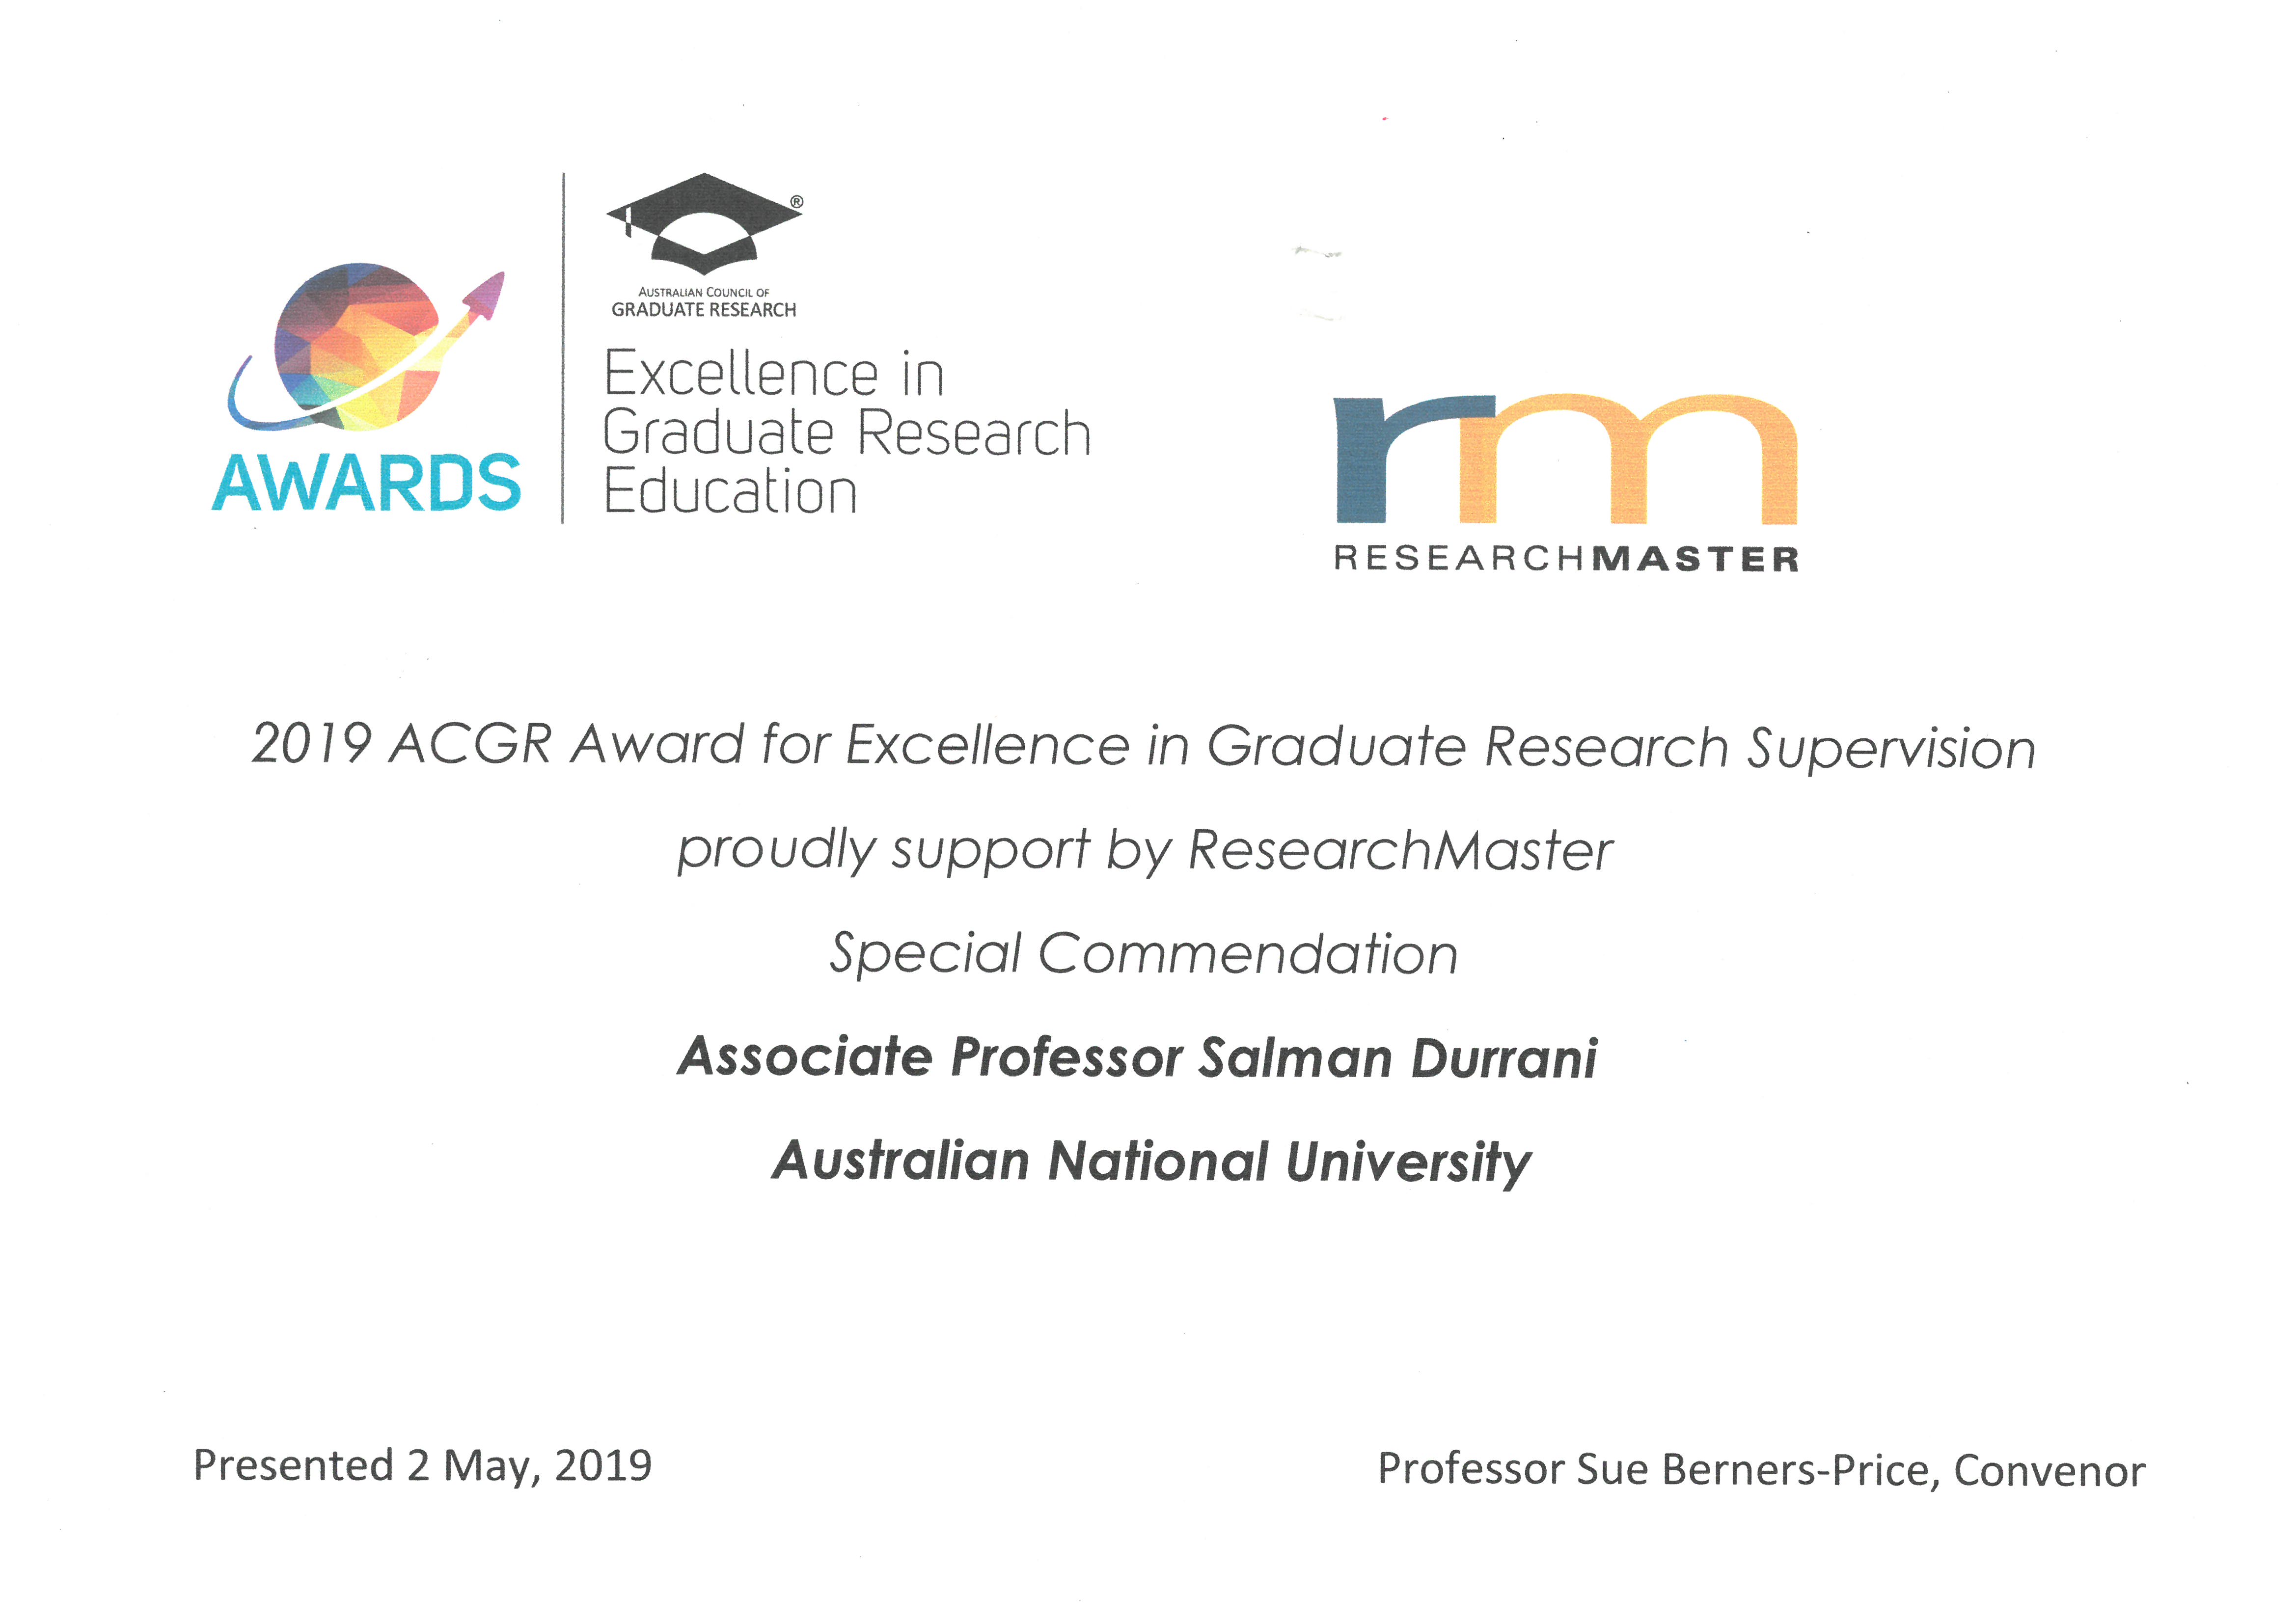 AUSTRALIAN COUNCIL OF
GRADUATE RESEARCH
®
Excellence in
Graduate Research
Education
AWARDS
rm
RESEARCHMASTER
2019 ACGR Award for Excellence in Graduate Research Supervision
proudly support by ResearchMaster
Special Commendation
Associate Professor Salman Durrani
Australian National University
Presented 2 May, 2019
Professor Sue Berners-Price, Convenor